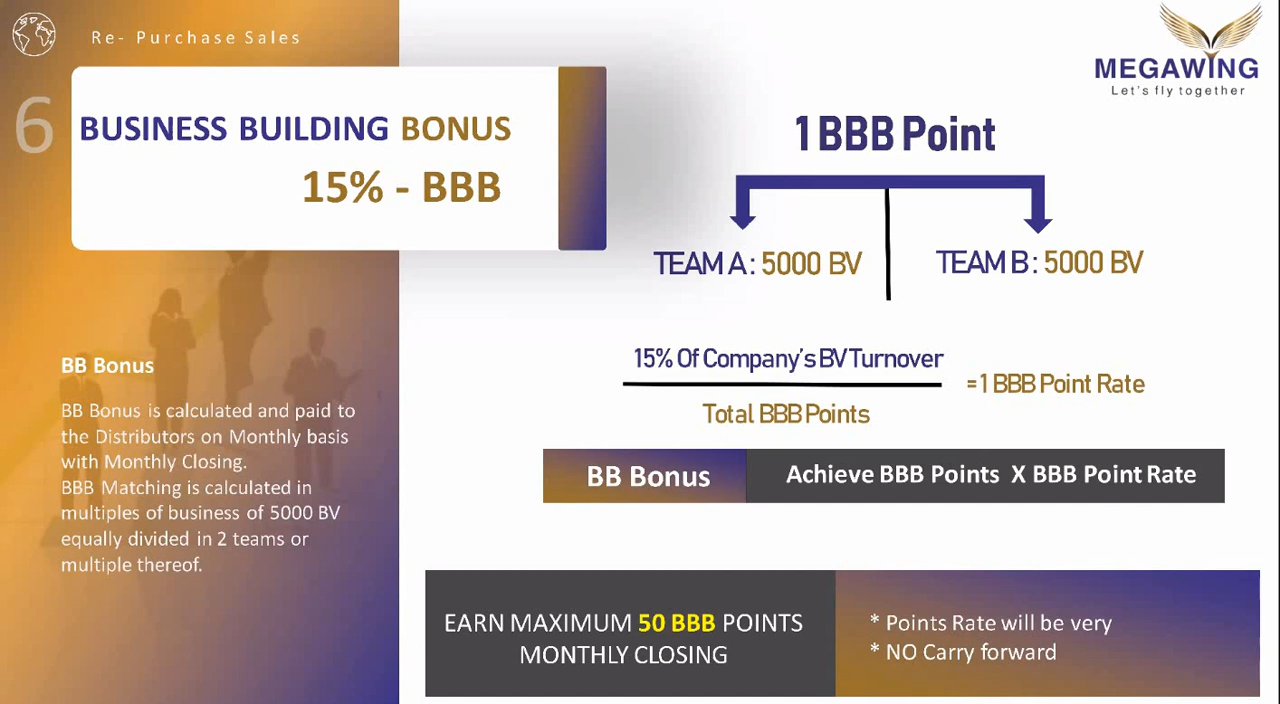 Re- Purchase Sales
6
BUSINESS BUILDING BONUS
15% - BBB
MEGAWING
Let's fly together
1 BBB Point
TEAM A : 5000 BV
TEAM B : 5000 BV
15% Of Company's BV Turnover
Total BBB Points
=1 BBB Point Rate
BB Bonus
Achieve BBB Points X BBB Point Rate
BB Bonus
BB Bonus is calculated and paid to
the Distributors on Monthly basis
with Monthly Closing.
BBB Matching is calculated in
multiples of business of 5000 BV
equally divided in 2 teams or
multiple thereof.
EARN MAXIMUM 50 BBB POINTS
MONTHLY CLOSING
* Points Rate will be very
* NO Carry forward